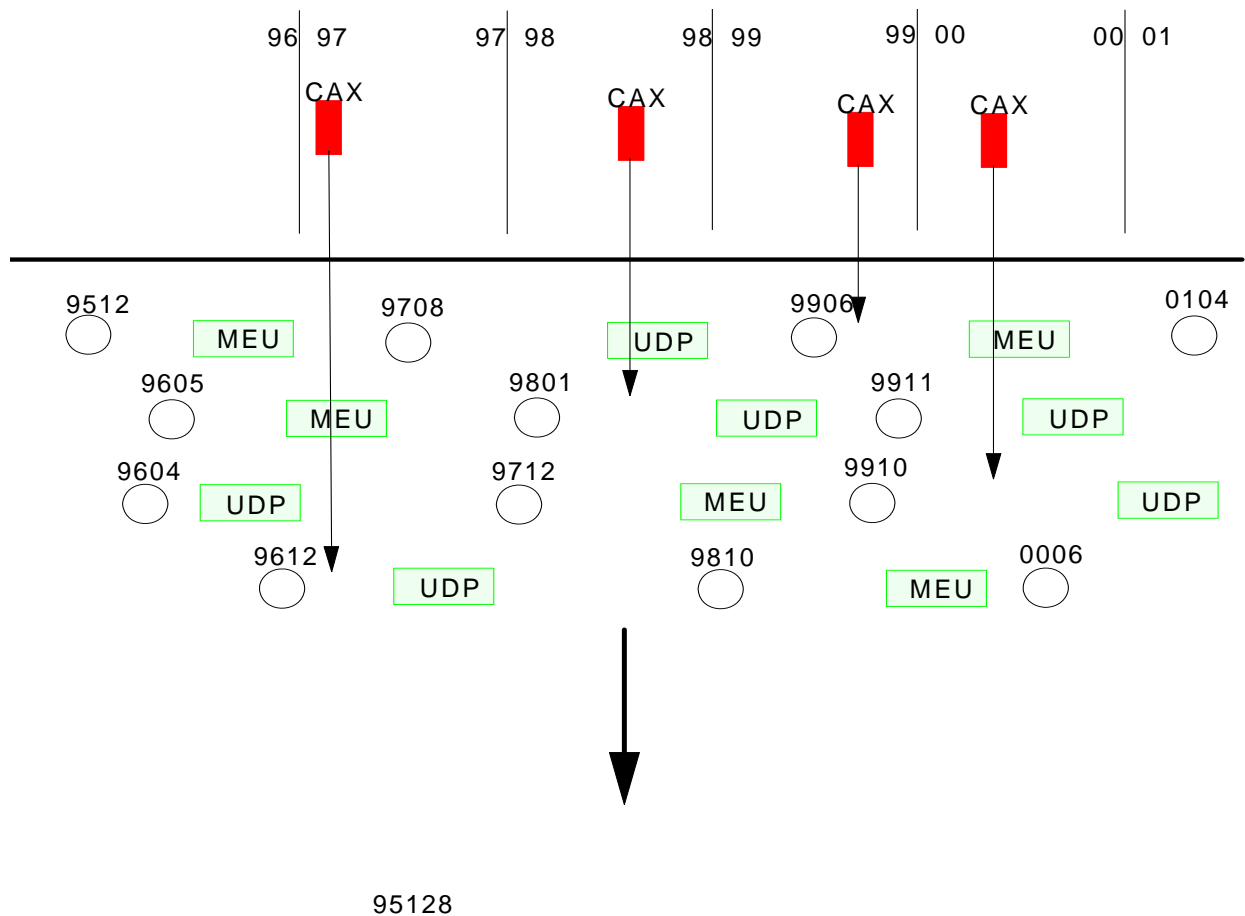 96 97 97 98 98 99 99 00 00 01
CAX CAX CAX CAX
9512 9708 9906 0104
MEU UDP MEU
9605 9801 9911
MEU UDP UDP
9604 9712 9910
UDP MEU UDP
9612 9810 0006
UDP MEU
95128